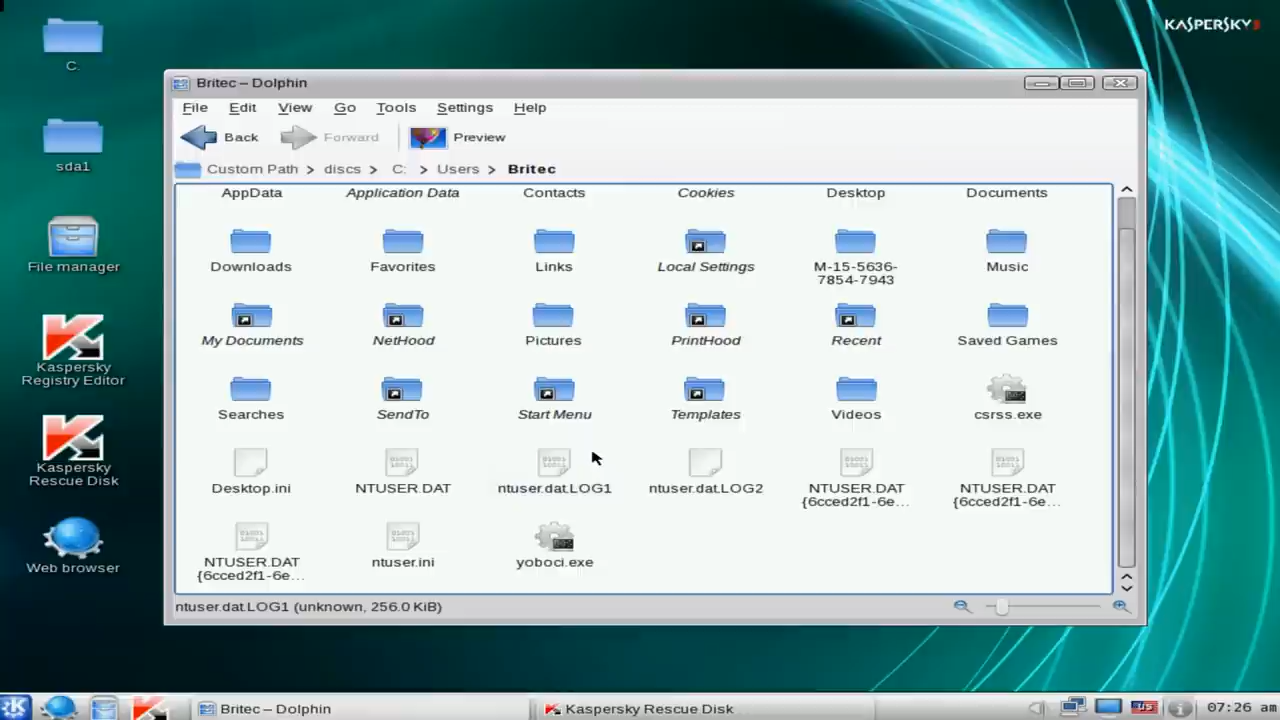 KASPERSKY
C.
sda1
File manager
Kaspersky
Registry Editor
Kaspersky
Rescue Disk
Web browser
Britec – Dolphin
File Edit View Go Tools Settings Help
Back Forward Preview
Custom Path > discs > C: > Users > Britec
AppData Application Data Contacts Cookies Desktop Documents
Downloads Favorites Links Local Settings M-15-5636-
7854-7943 Music
My Documents NetHood Pictures PrintHood Recent Saved Games
Searches SendTo Start Menu Templates Videos csrss.exe
Desktop.ini NTUSER.DAT ntuser.dat.LOG1 ntuser.dat.LOG2 NTUSER.DAT
{6cced2f1-6e... NTUSER.DAT
{6cced2f1-6e...
NTUSER.DAT
{6cced2f1-6e... ntuser.ini yoboci.exe
ntuser.dat.LOG1 (unknown, 256.0 KiB)
Britec – Dolphin Kaspersky Rescue Disk US 07:26 am